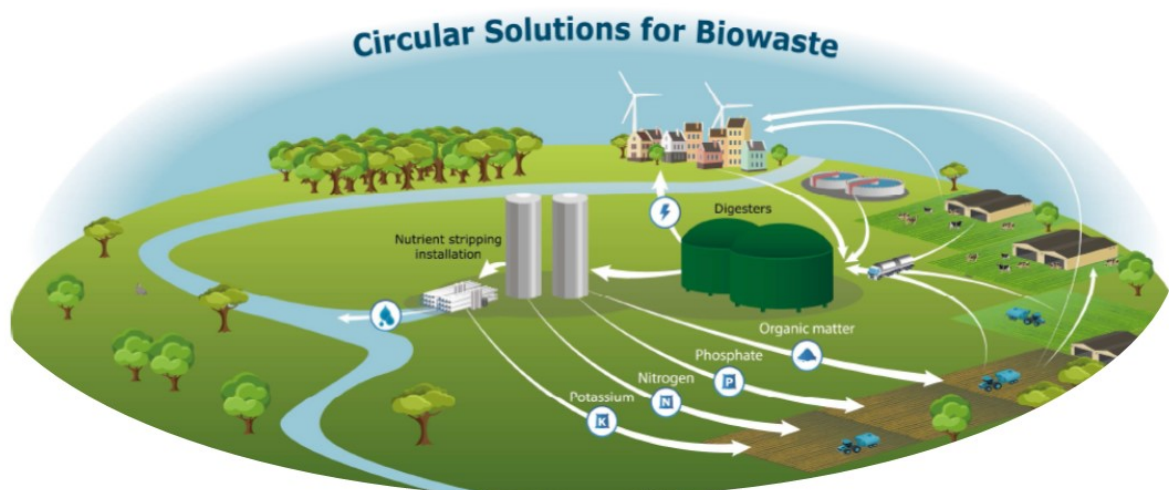 Circular Solutions for Biowaste
Digesters
Nutrient stripping
installation
Organic matter
Phosphate
P
Nitrogen
N
Potassium
K